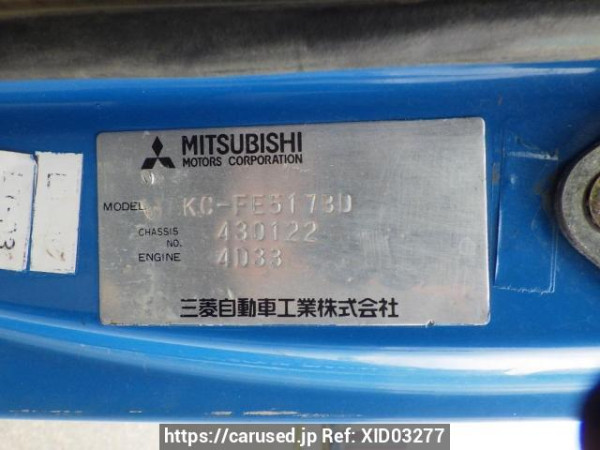 MITSUBISHI
MOTORS CORPORATION
MODEL KC-FE517BD
CHASSIS NO. 430122
ENGINE 4D33
三菱自動車工業株式会社
https://carused.jp Ref: XID03277